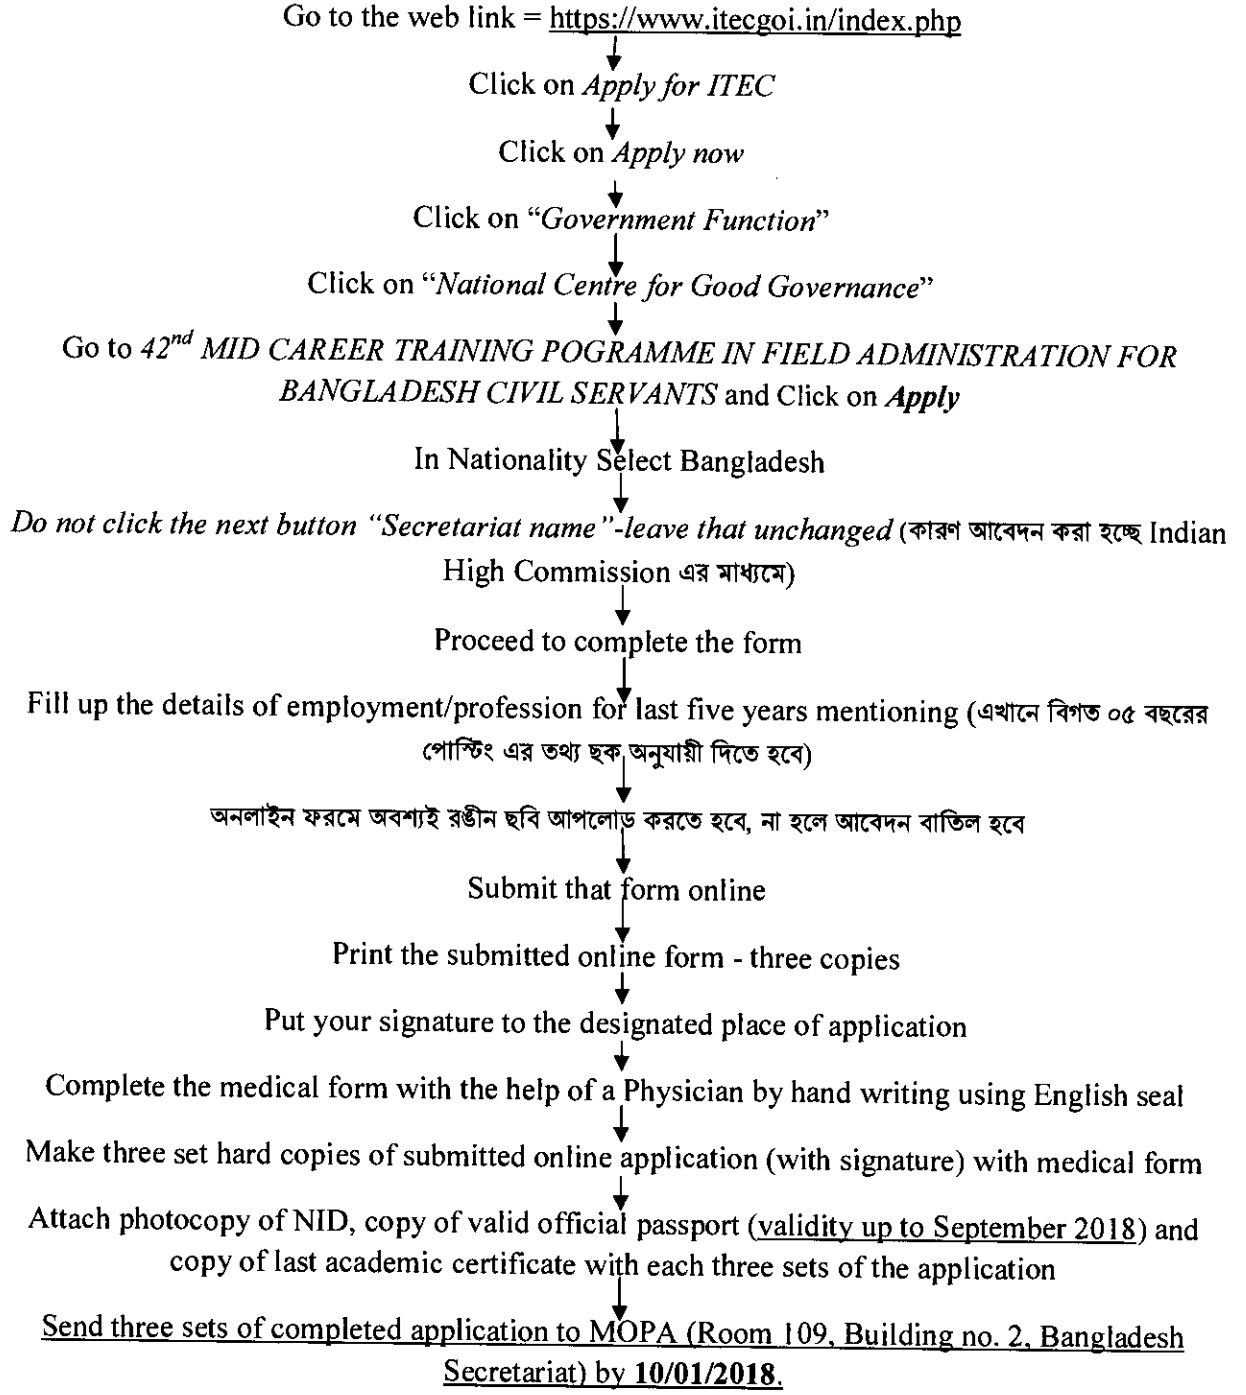 Go to the web link = https://www.itecgoi.in/index.php
Click on Apply for ITEC
Click on Apply now
Click on “Government Function”
Click on “National Centre for Good Governance”
Go to 42nd MID CAREER TRAINING POGRAMME IN FIELD ADMINISTRATION FOR
BANGLADESH CIVIL SERVANTS and Click on Apply
In Nationality Select Bangladesh
Do not click the next button “Secretariat name”-leave that unchanged (কারণ আবেদন করা হচ্ছে Indian
High Commission এর মাধ্যমে)
Proceed to complete the form
Fill up the details of employment/profession for last five years mentioning (এখানে বিগত ০৫ বছরের
পোস্টিং এর তথ্য ছক অনুযায়ী দিতে হবে)
অনলাইন ফরমে অবশ্যই রঙীন ছবি আপলোড করতে হবে, না হলে আবেদন বাতিল হবে
Submit that form online
Print the submitted online form - three copies
Put your signature to the designated place of application
Complete the medical form with the help of a Physician by hand writing using English seal
Make three set hard copies of submitted online application (with signature) with medical form
Attach photocopy of NID, copy of valid official passport (validity up to September 2018) and
copy of last academic certificate with each three sets of the application
Send three sets of completed application to MOPA (Room 109, Building no. 2, Bangladesh
Secretariat) by 10/01/2018.